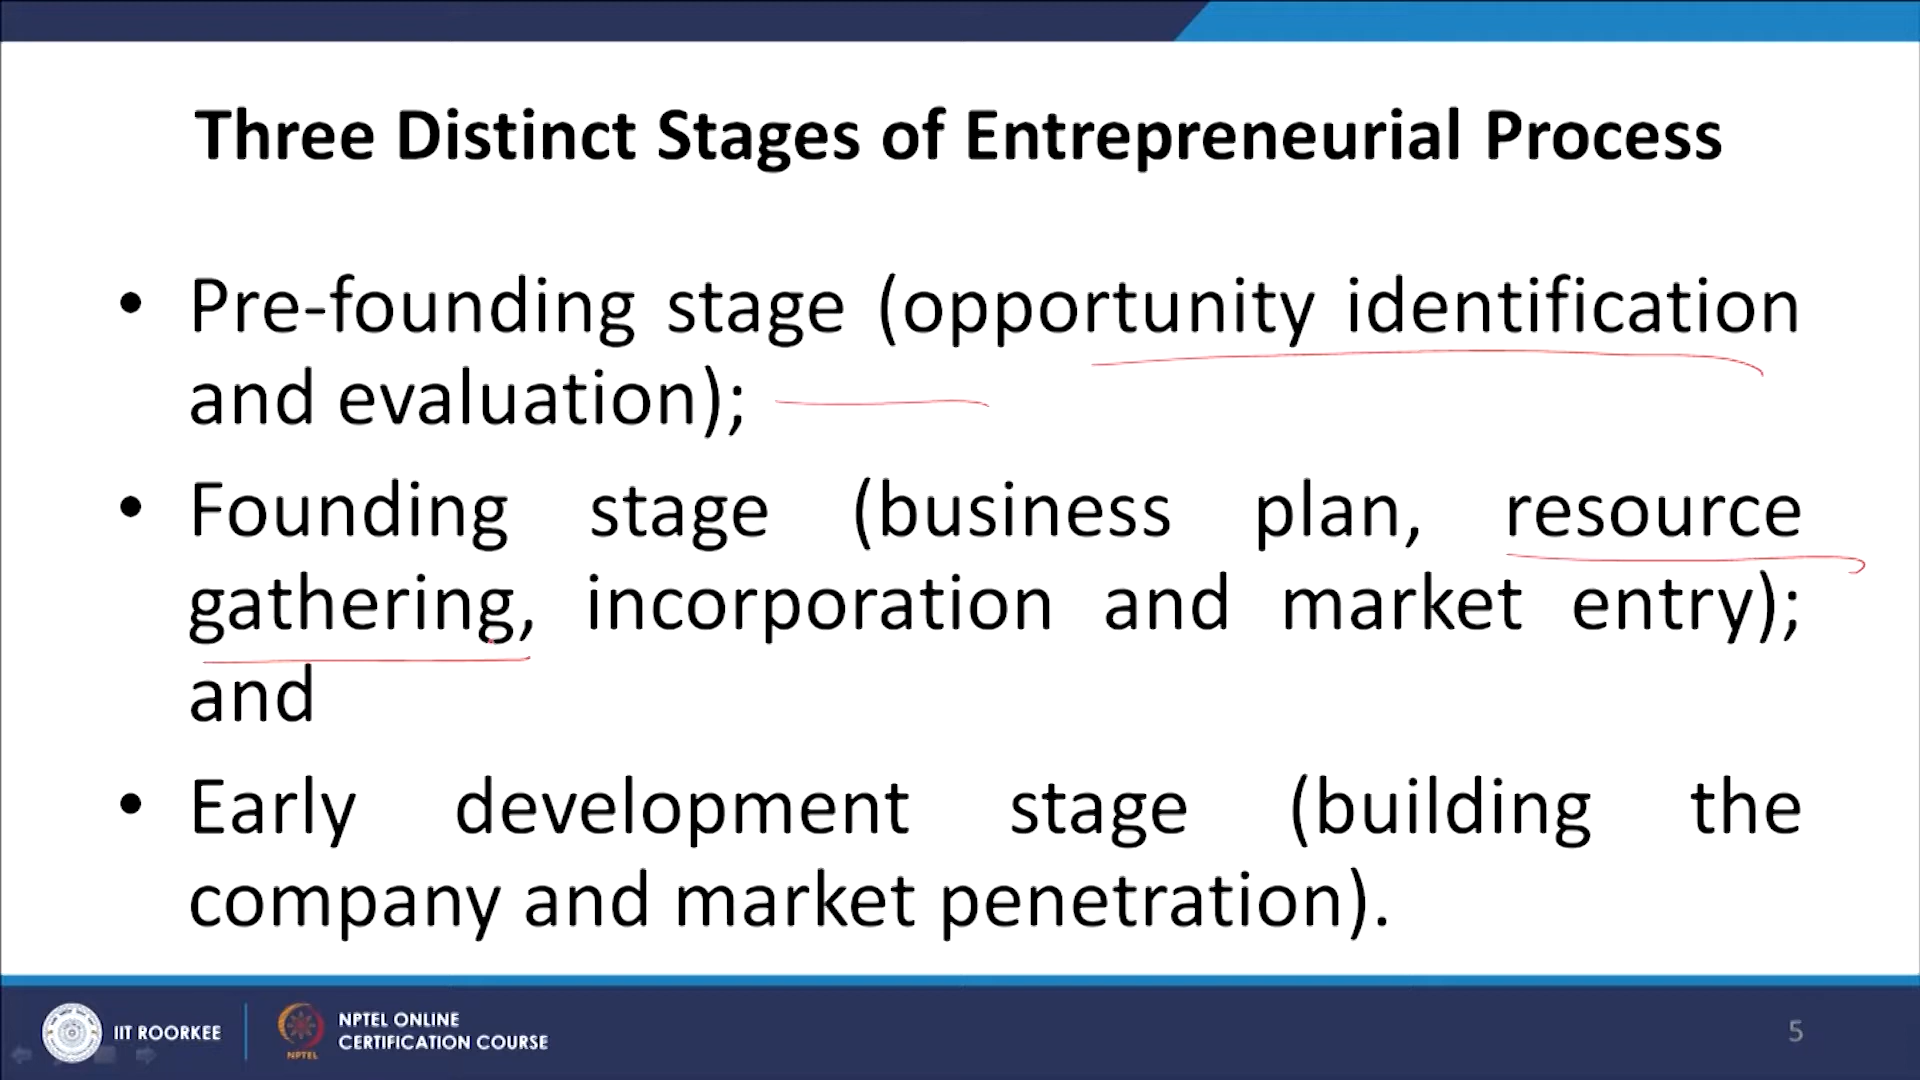 Three Distinct Stages of Entrepreneurial Process
• Pre-founding stage (opportunity identification
and evaluation);
• Founding stage (business plan, resource
gathering, incorporation and market entry);
and
• Early development stage (building the
company and market penetration).
IIT ROORKEE
NPTEL
NPTEL ONLINE
CERTIFICATION COURSE
5